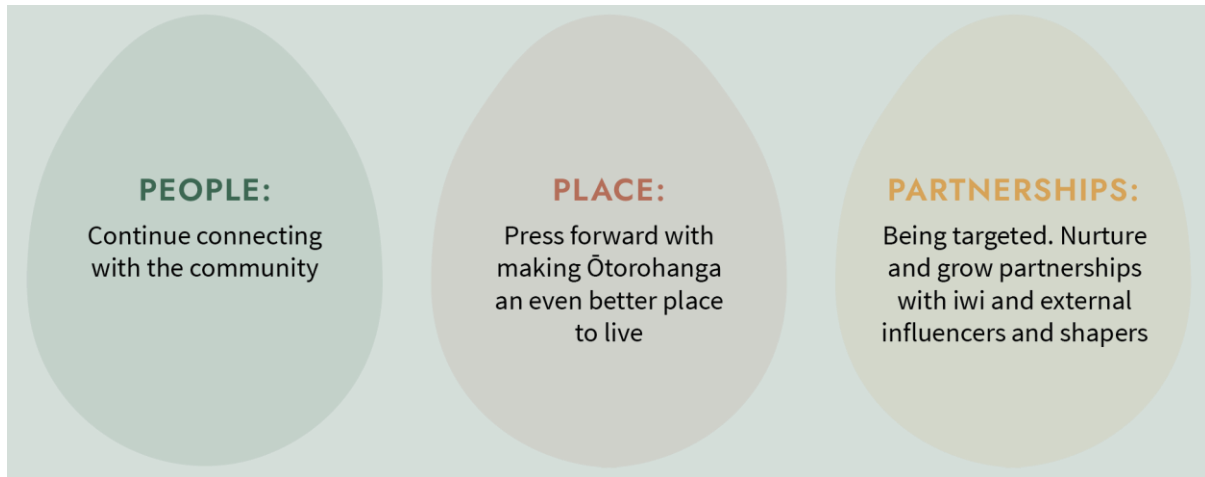 PEOPLE:
Continue connecting
with the community
PLACE:
Press forward with
making Ōtorohanga
an even better place
to live
PARTNERSHIPS:
Being targeted. Nurture
and grow partnerships
with iwi and external
influencers and shapers